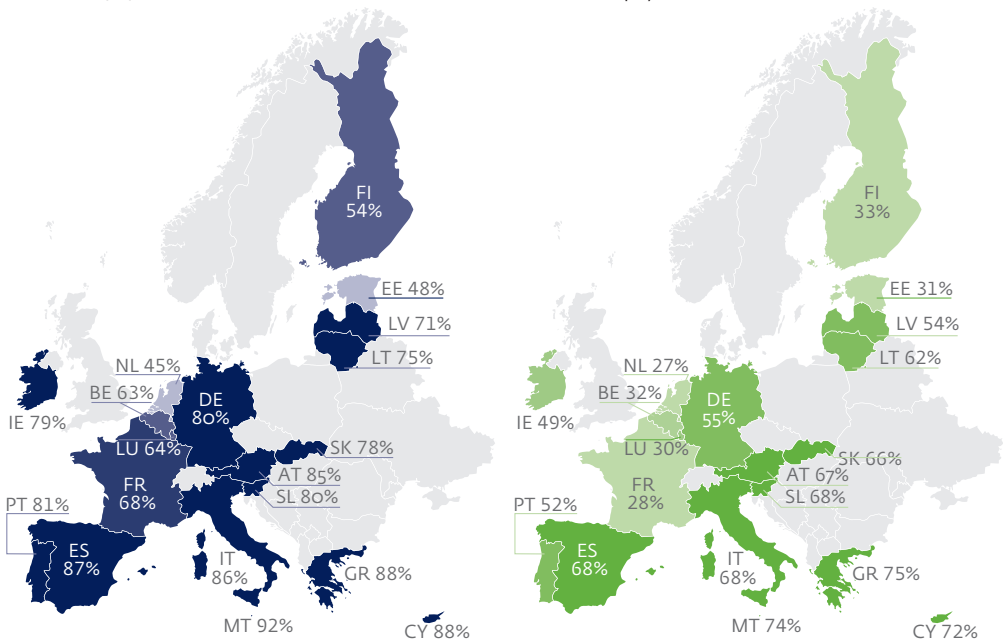 FI
54%
EE 48%
LV 71%
LT 75%
NL 45%
BE 63%
DE
80%
IE 79%
LU 64%
SK 78%
AT 85%
SL 80%
FR
68%
PT 81%
ES
87%
IT
86%
GR 88%
MT 92%
CY 88%
FI
33%
EE 31%
LV 54%
LT 62%
NL 27%
BE 32%
DE
55%
IE 49%
LU 30%
SK 66%
AT 67%
SL 68%
FR
28%
PT 52%
ES
68%
IT
68%
GR 75%
MT 74%
CY 72%